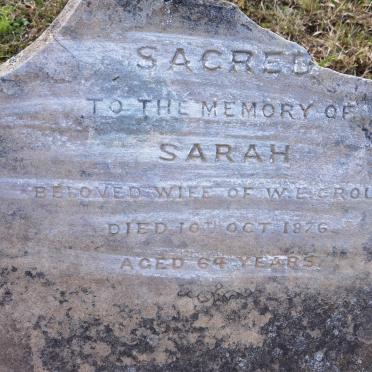 SACRED
TO THE MEMORY OF
SARAH
BELOVED WIFE OF W.E.
DIED 10TH OCT 1876
AGED 64 YEARS